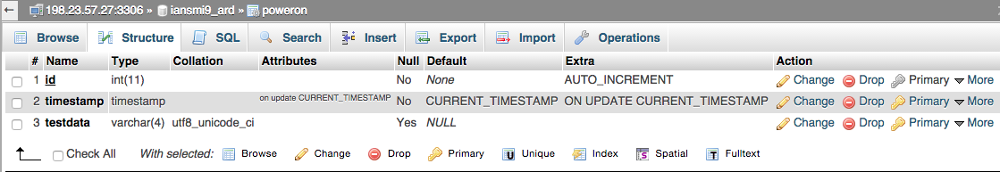 198.23.57.27:3306 » iansmi9_ard » poweron
Browse Structure SQL Search Insert Export Import Operations
# Name Type Collation Attributes Null Default Extra Action
1 id int(11) No None AUTO_INCREMENT Change Drop Primary More
2 timestamp timestamp on update CURRENT_TIMESTAMP No CURRENT_TIMESTAMP ON UPDATE CURRENT_TIMESTAMP Change Drop Primary More
3 testdata varchar(4) utf8_unicode_ci Yes NULL Change Drop Primary More
Check All With selected: Browse Change Drop Primary Unique Index Spatial Fulltext